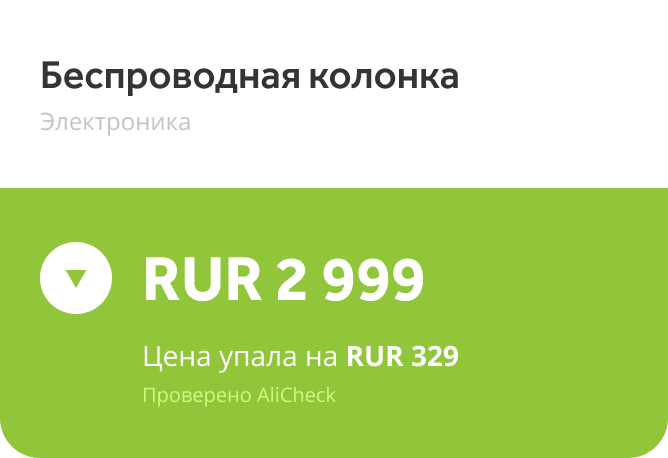 Беспроводная колонка
Электроника
RUR 2 999
Цена упала на RUR 329
Проверено AliCheck